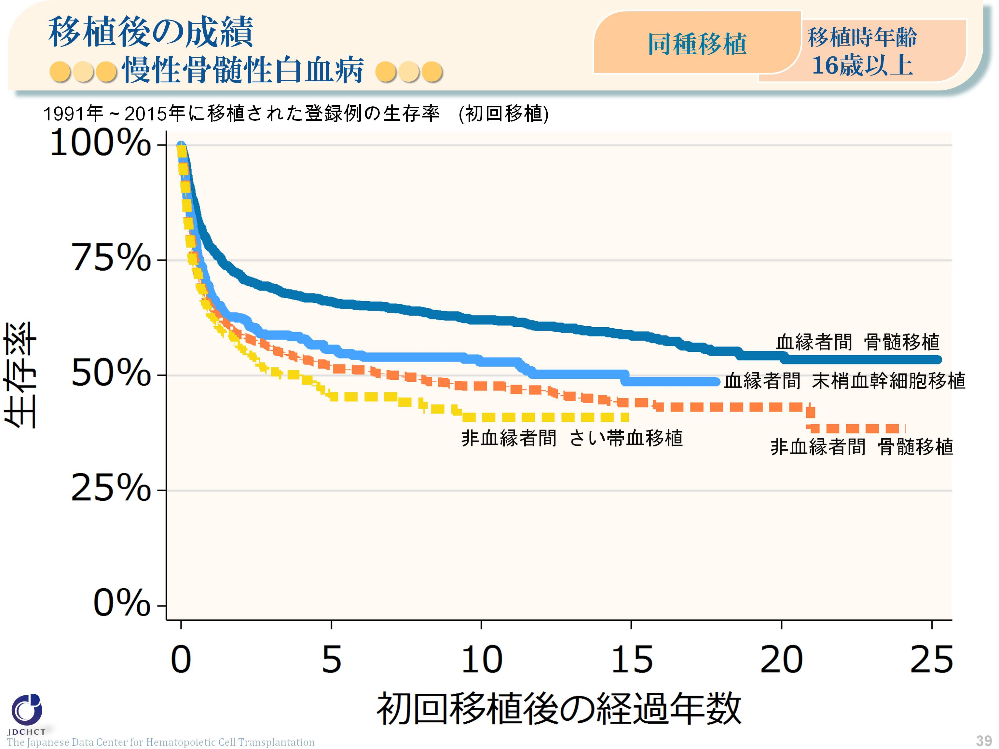 移植後の成績
慢性骨髄性白血病
同種移植
移植時年齢
16歳以上
1991年~2015年に移植された登録例の生存率 (初回移植)
100%
75%
50%
25%
0%
生存率
血縁者間 骨髄移植
血縁者間 末梢血幹細胞移植
非血縁者間 さい帯血移植
非血縁者間 骨髄移植
0 5 10 15 20 25
初回移植後の経過年数
JDCHCT
The Japanese Data Center for Hematopoietic Cell Transplantation
39